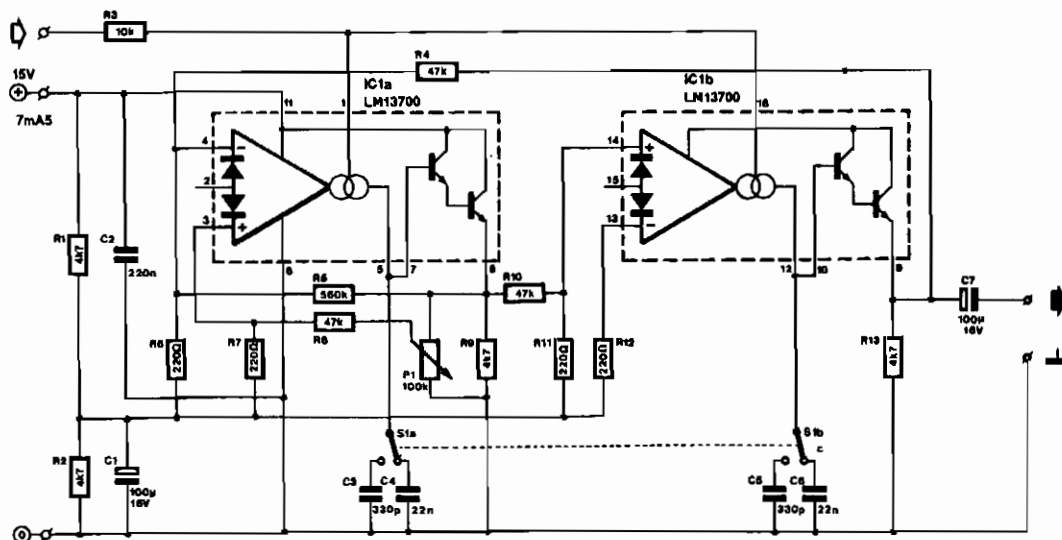 R3
10k
R4
47k
15V
7mA5
IC1a
LM13700
IC1b
LM13700
11
1
16
4
2
3
14
15
13
6
5
7
8
12
10
9
R1
4k7
C2
220n
R5
560k
R10
47k
47k
R8
C7
100µ
16V
R6
220Ω
R7
220Ω
P1
100k
R9
4k7
R11
220Ω
220Ω
R12
R13
4k7
S1a
S1b
R2
4k7
C1
100µ
16V
C3
330p
C4
22n
C5
330p
C6
22n